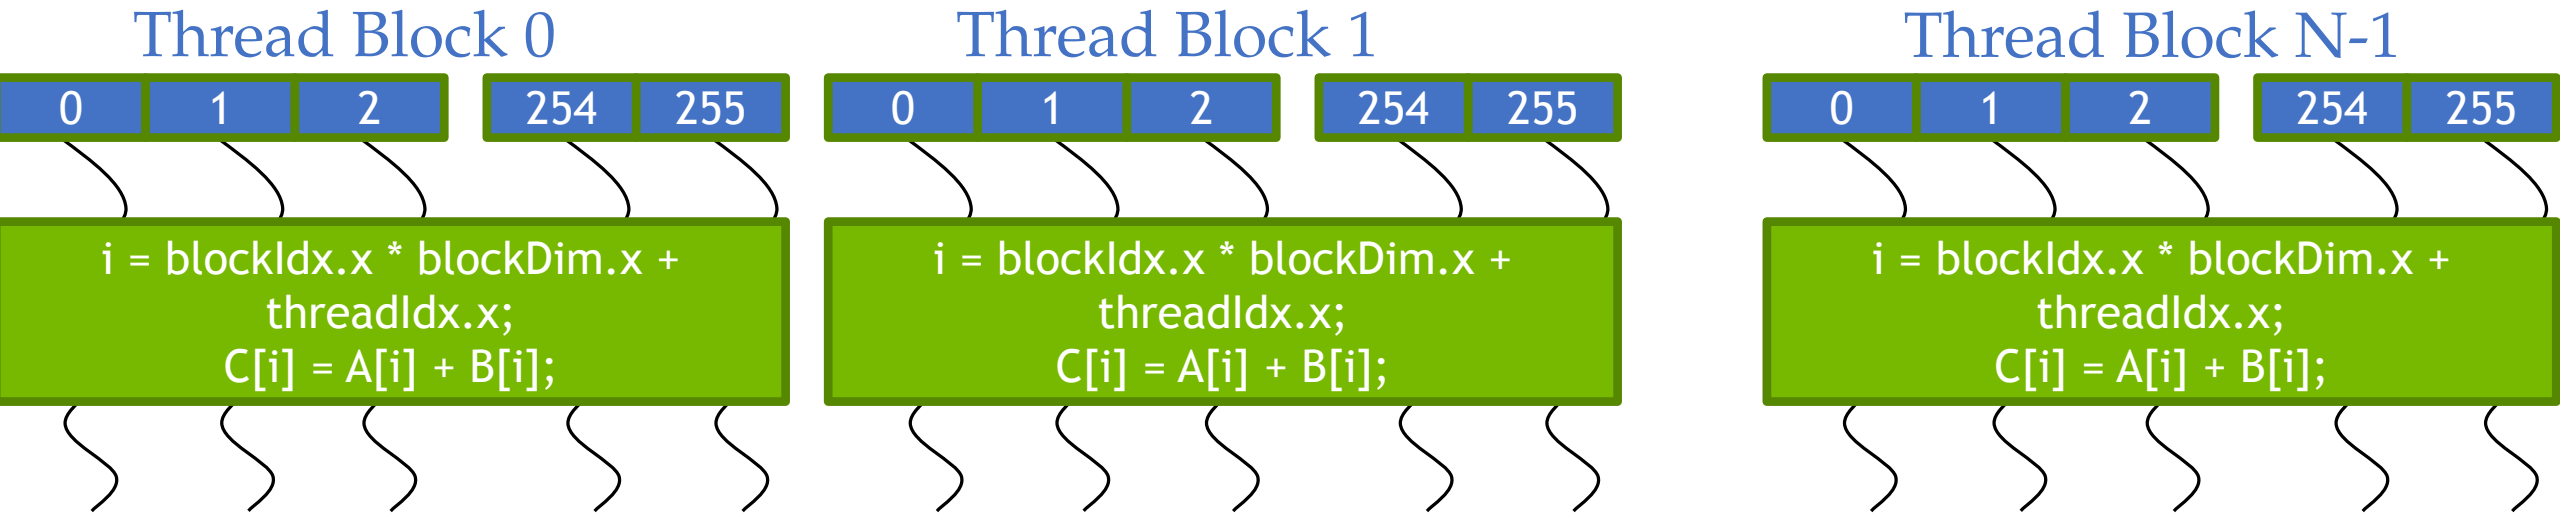 Thread Block 0
0 1 2 254 255
i = blockIdx.x * blockDim.x +
threadIdx.x;
C[i] = A[i] + B[i];
Thread Block 1
0 1 2 254 255
i = blockIdx.x * blockDim.x +
threadIdx.x;
C[i] = A[i] + B[i];
Thread Block N-1
0 1 2 254 255
i = blockIdx.x * blockDim.x +
threadIdx.x;
C[i] = A[i] + B[i];